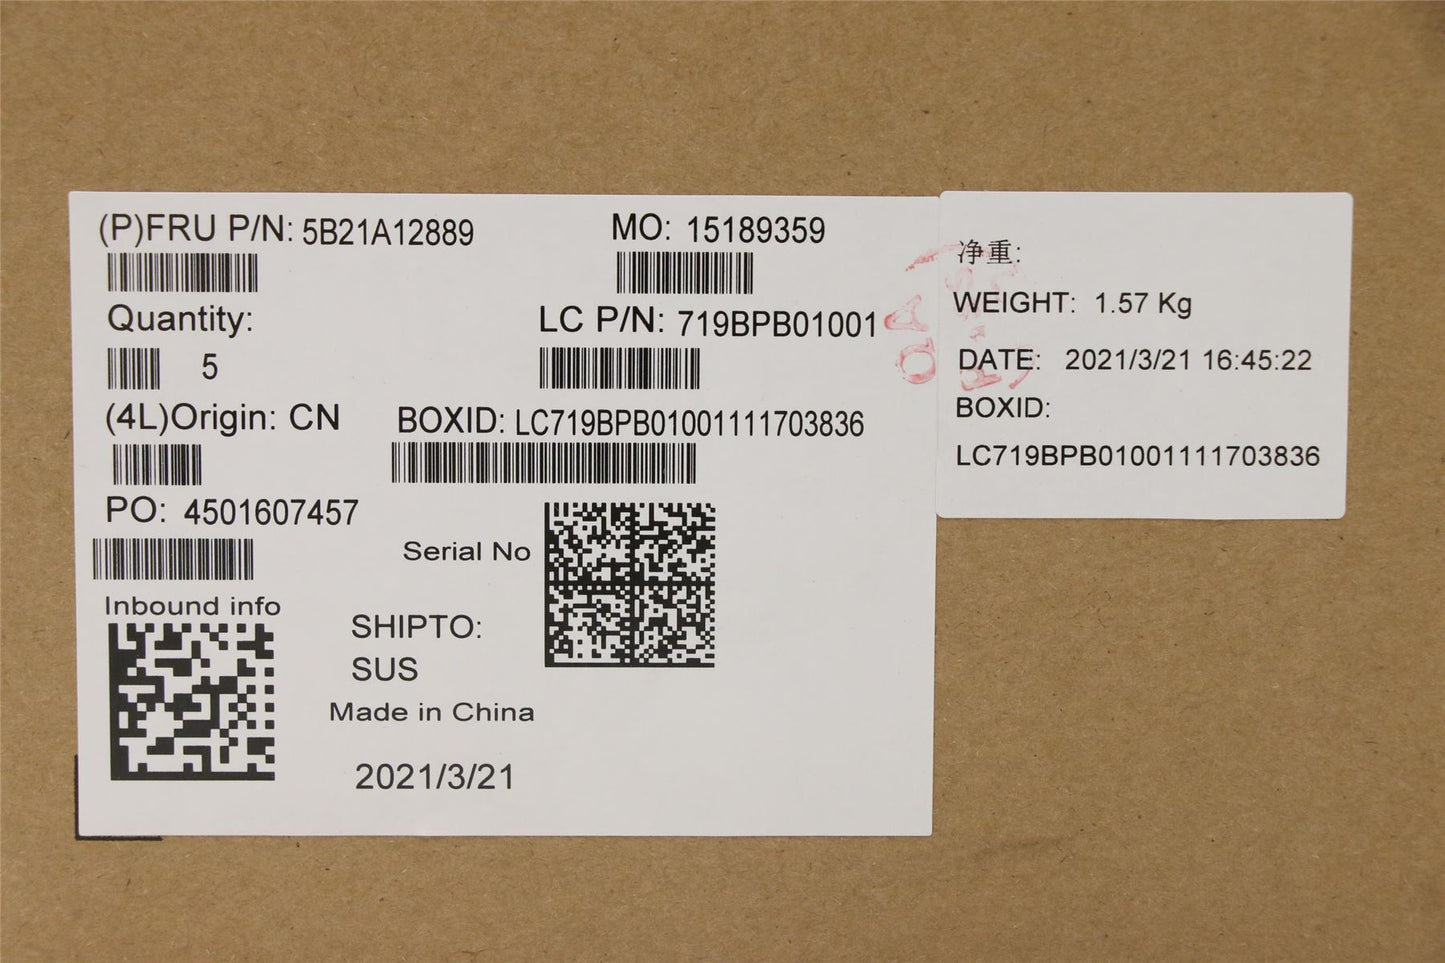 (P)FRU P/N: 5B21A12889
MO: 15189359
Quantity:
5
LC P/N: 719BPB01001
(4L)Origin: CN
BOXID: LC719BPB01001111703836
PO: 4501607457
Serial No
Inbound info
SHIPTO:
SUS
Made in China
2021/3/21
净重:
WEIGHT: 1.57 Kg
DATE: 2021/3/21 16:45:22
BOXID:
LC719BPB01001111703836
QA